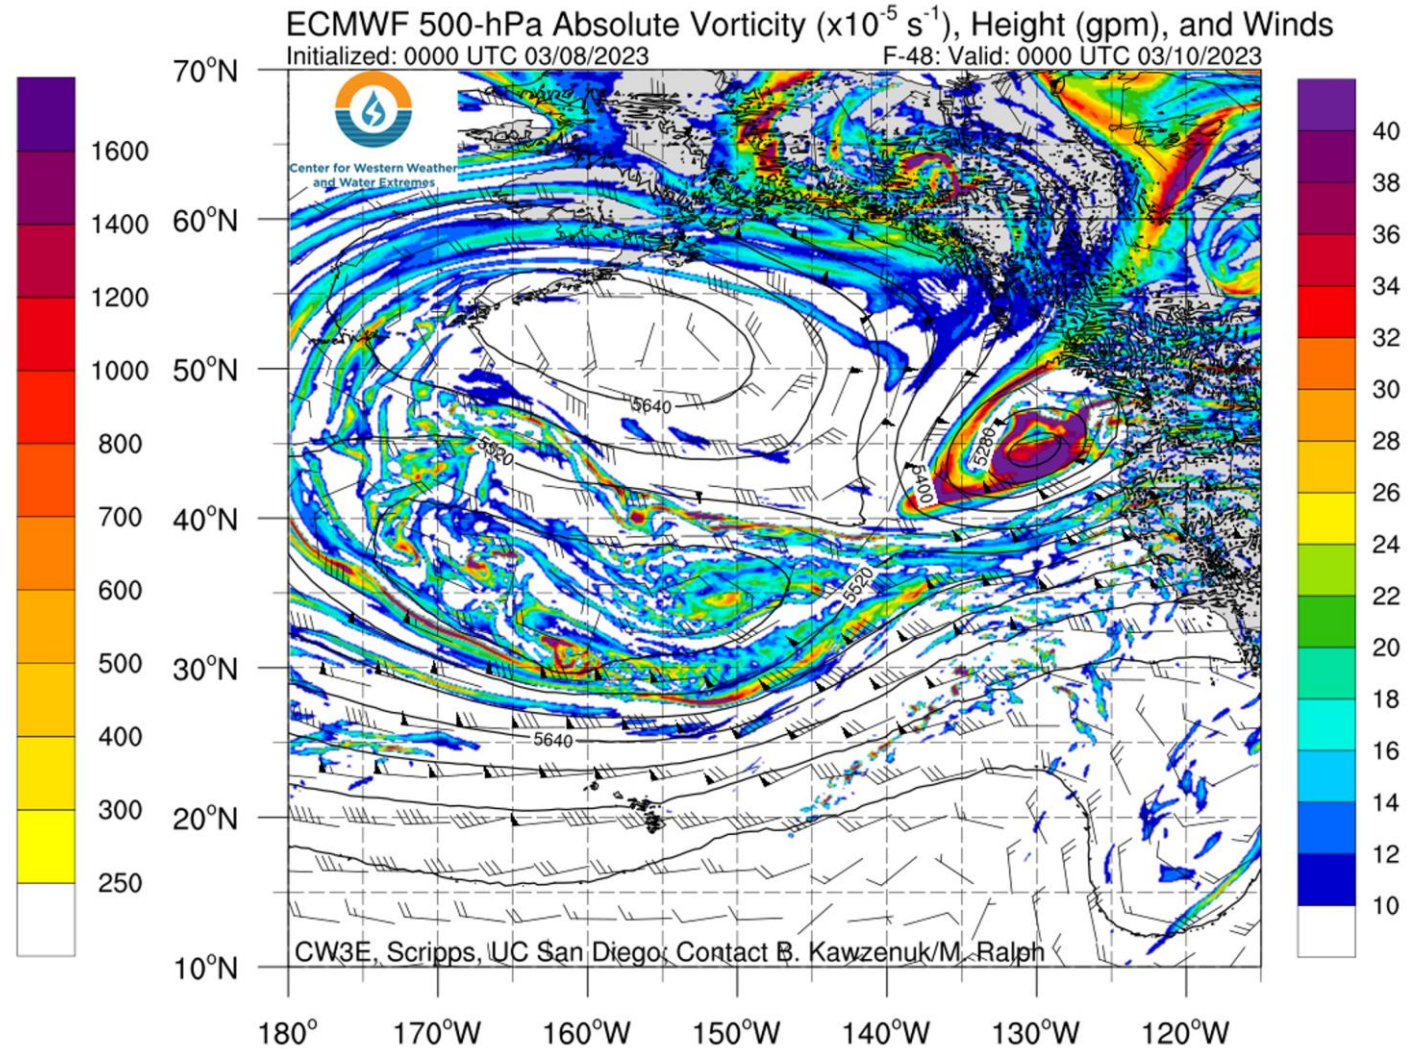 ECMWF 500-hPa Absolute Vorticity (x10⁻⁵ s⁻¹), Height (gpm), and Winds
Initialized: 0000 UTC 03/08/2023
F-48: Valid: 0000 UTC 03/10/2023
Center for Western Weather
and Water Extremes
1600
1400
1200
1000
800
700
600
500
400
300
250
70°N
60°N
50°N
40°N
30°N
20°N
10°N
5640
5520
5280
5400
5520
5640
40
38
36
34
32
30
28
26
24
22
20
18
16
14
12
10
CW3E, Scripps, UC San Diego; Contact B. Kawzenuk/M. Ralph
180° 170°W 160°W 150°W 140°W 130°W 120°W